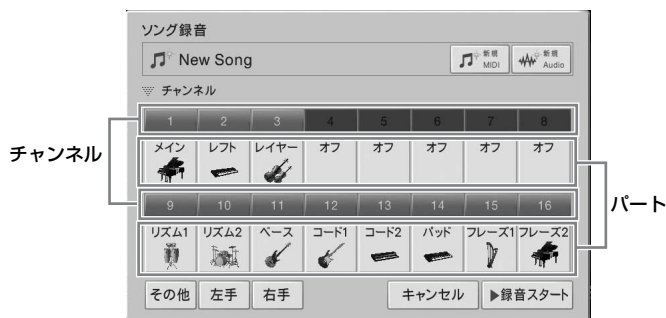 ソング録音
New Song
新規 MIDI
新規 Audio
チャンネル
1 2 3 4 5 6 7 8
チャンネル
メイン レフト レイヤー オフ オフ オフ オフ オフ
9 10 11 12 13 14 15 16
パート
リズム1 リズム2 ベース コード1 コード2 パッド フレーズ1 フレーズ2
その他 左手 右手 キャンセル ▶録音スタート